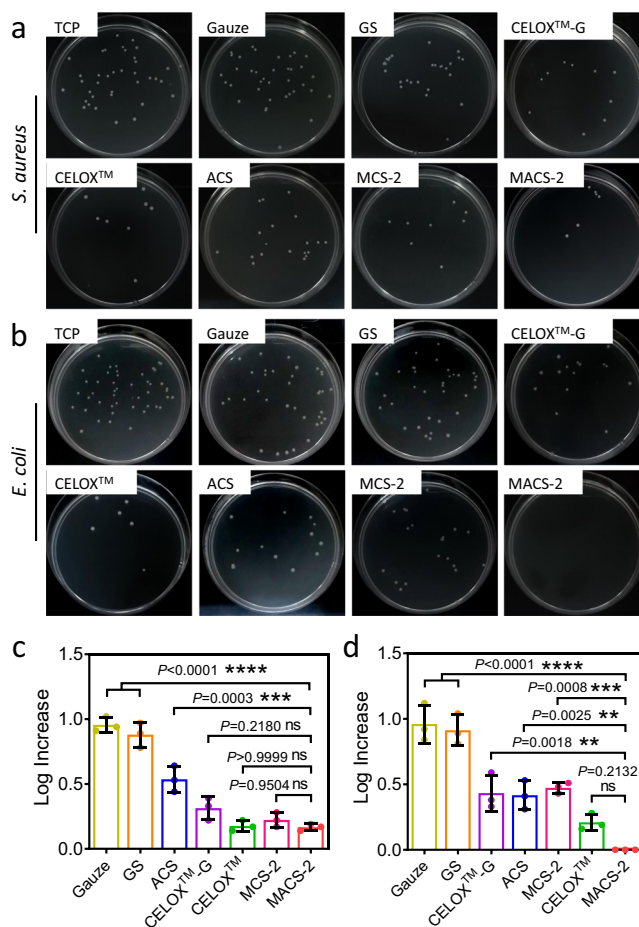 a
TCP
Gauze
GS
CELOX™-G
S. aureus
CELOX™
ACS
MCS-2
MACS-2
b
TCP
Gauze
GS
CELOX™-G
E. coli
CELOX™
ACS
MCS-2
MACS-2
c
1.5
P<0.0001 ****
P=0.0003 ***
1.0
P=0.2180 ns
P>0.9999 ns
0.5
P=0.9504 ns
0.0
Log Increase
Gauze
GS
ACS
CELOX™-G
CELOX™
MCS-2
MACS-2
d
1.5
P<0.0001 ****
P=0.0008 ***
P=0.0025 **
1.0
P=0.0018 **
P=0.2132
ns
0.5
0.0
Log Increase
Gauze
GS
CELOX™-G
ACS
MCS-2
CELOX™
MACS-2